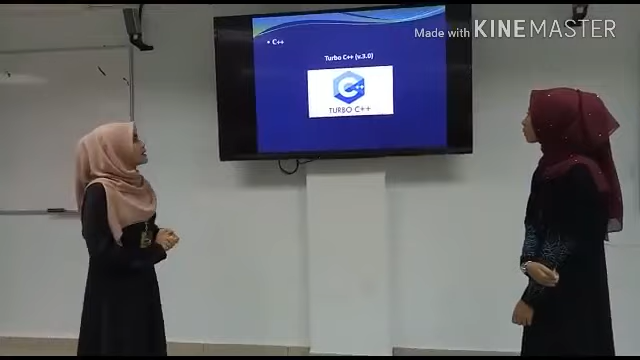 Made with KINEMASTER
• C++
Turbo C++ (v.3.0)
C++
TURBO C++